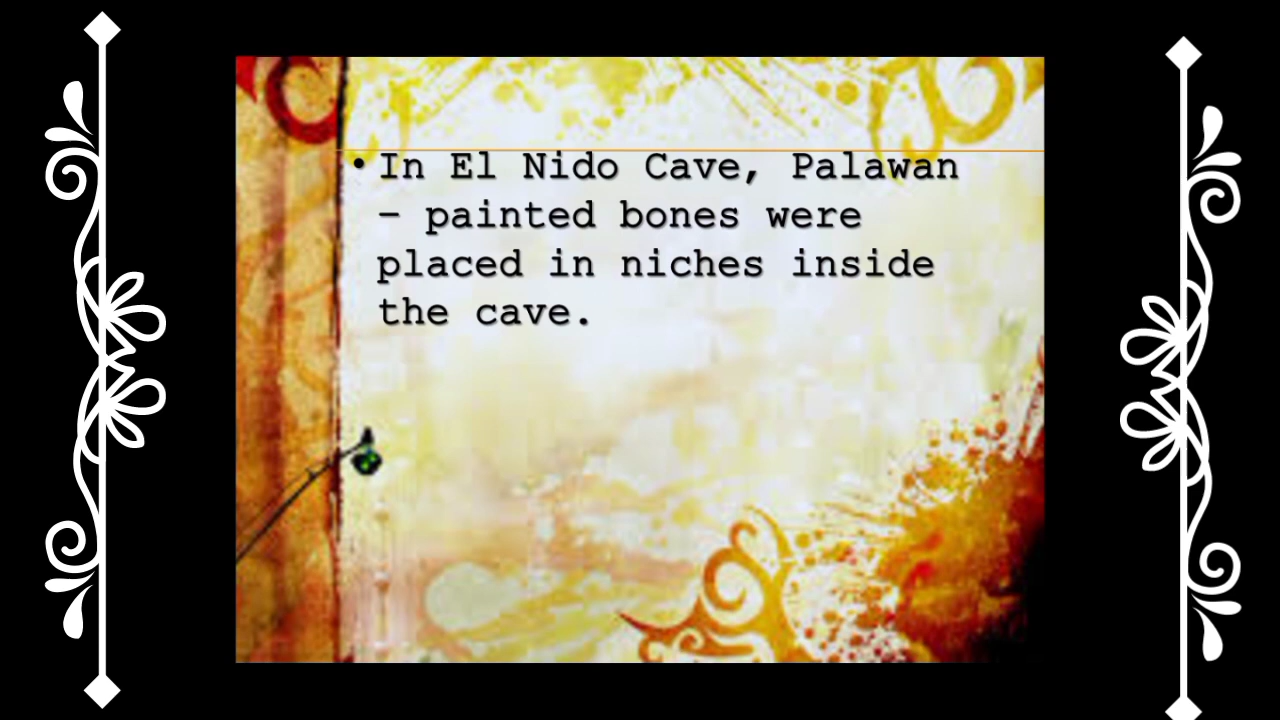 • In El Nido Cave, Palawan
– painted bones were
placed in niches inside
the cave.